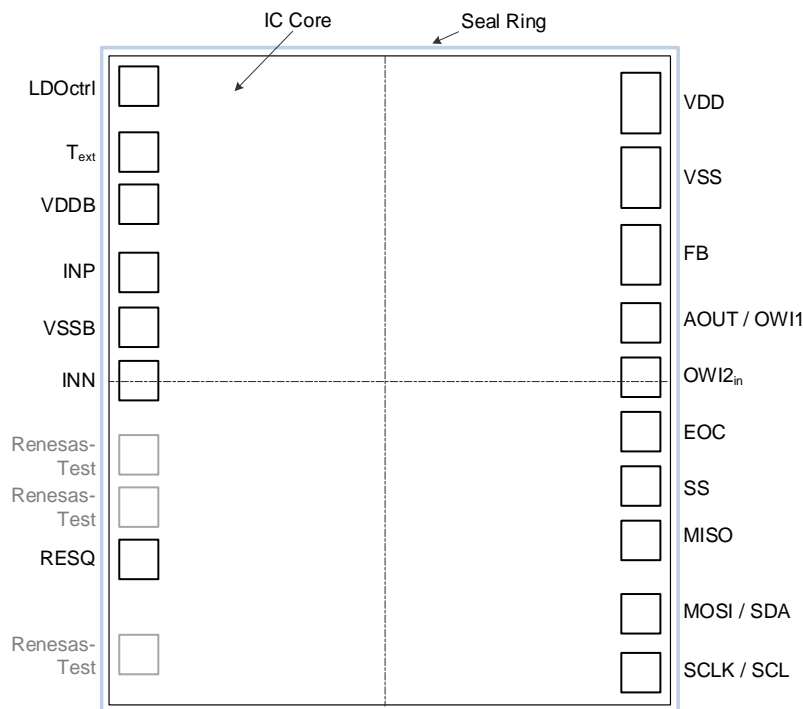 IC Core
Seal Ring
LDOctrl
Text
VDDB
INP
VSSB
INN
Renesas-
Test
Renesas-
Test
RESQ
Renesas-
Test
VDD
VSS
FB
AOUT / OWI1
OWI2in
EOC
SS
MISO
MOSI / SDA
SCLK / SCL